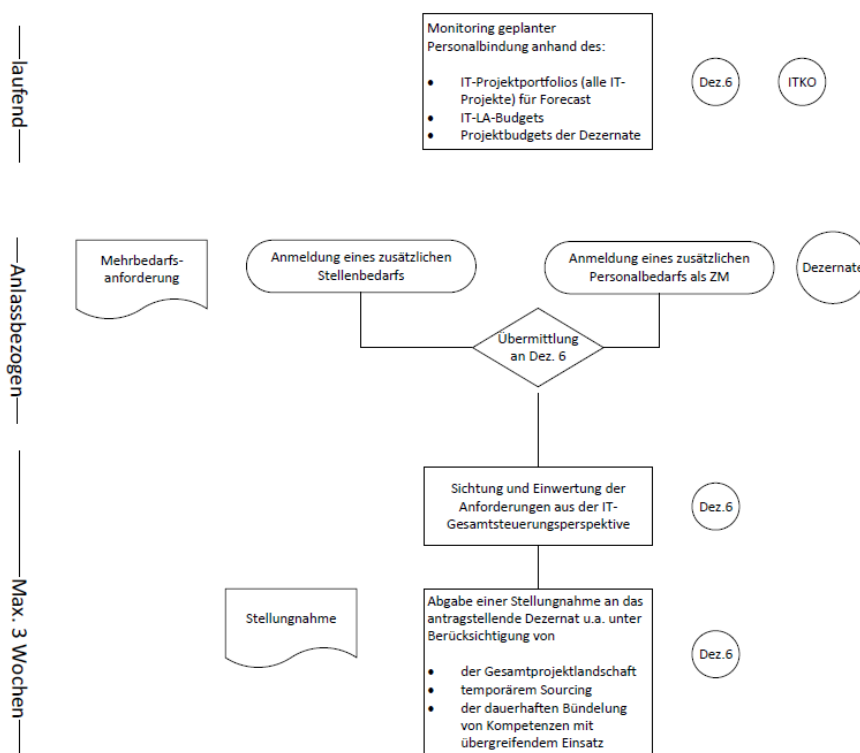 laufend
Monitoring geplanter
Personalbindung anhand des:
• IT-Projektportfolios (alle IT-
Projekte) für Forecast
• IT-LA-Budgets
• Projektbudgets der Dezernate
Dez.6
ITKO
Anlassbezogen
Mehrbedarfs-
anforderung
Anmeldung eines zusätzlichen
Stellenbedarfs
Anmeldung eines zusätzlichen
Personalbedarfs als ZM
Dezernate
Übermittlung
an Dez. 6
Max. 3 Wochen
Sichtung und Einwertung der
Anforderungen aus der IT-
Gesamtsteuerungsperspektive
Dez.6
Stellungnahme
Abgabe einer Stellungnahme an das
antragstellende Dezernat u.a. unter
Berücksichtigung von
• der Gesamtprojektlandschaft
• temporärem Sourcing
• der dauerhaften Bündelung
von Kompetenzen mit
übergreifendem Einsatz
Dez.6